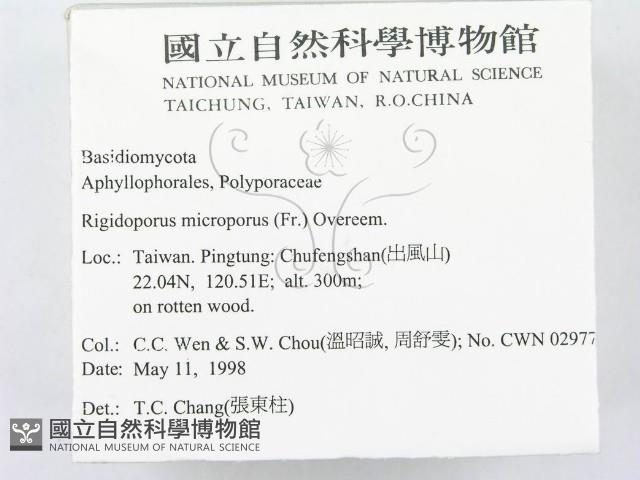 國立自然科學博物館
NATIONAL MUSEUM OF NATURAL SCIENCE
TAICHUNG, TAIWAN, R.O.CHINA
Basidiomycota
Aphyllophorales, Polyporaceae
Rigidoporus microporus (Fr.) Overeem.
Loc.: Taiwan. Pingtung: Chufengshan(出風山)
22.04N, 120.51E; alt. 300m;
on rotten wood.
Col.: C.C. Wen & S.W. Chou(溫昭誠, 周舒雯); No. CWN 02977
Date: May 11, 1998
Det.: T.C. Chang(張東柱)
國立自然科學博物館
NATIONAL MUSEUM OF NATURAL SCIENCE